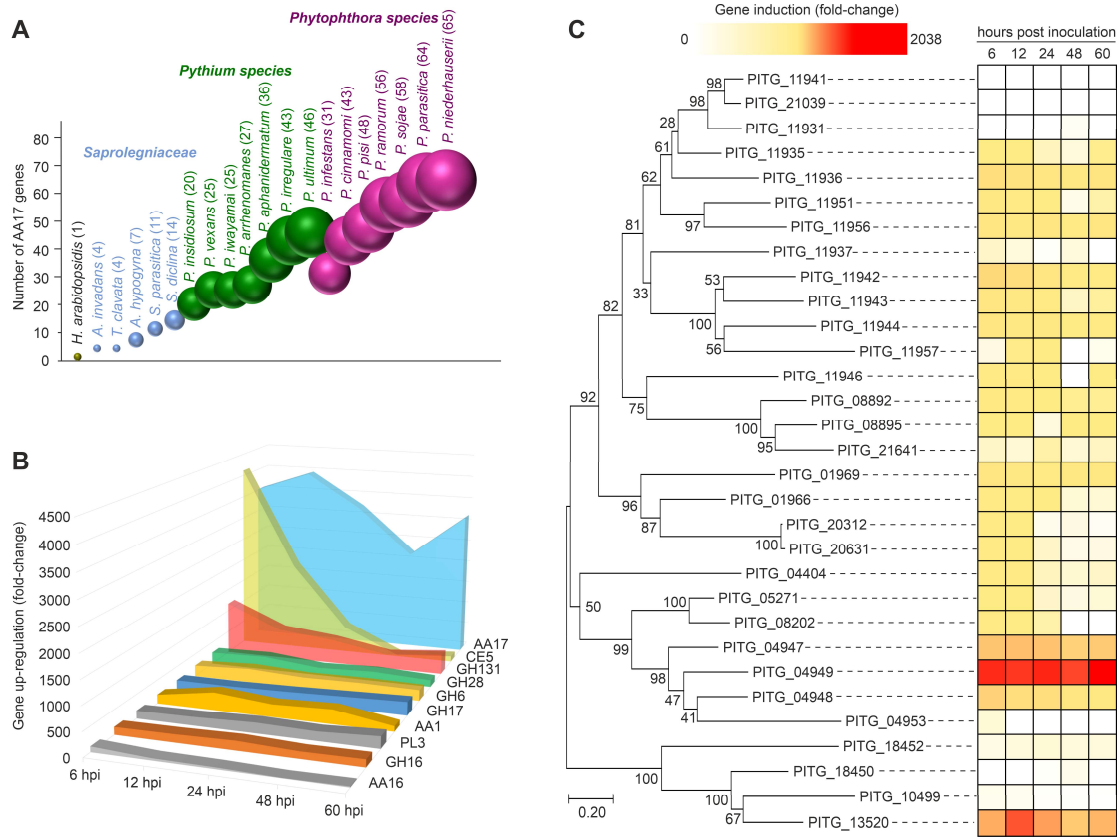 A
Phytophthora species
Pythium species
Saprolegniaceae
Number of AA17 genes
80
70
60
50
40
30
20
10
0
H. arabidopsidis (1)
A. invadans (4)
T. clavata (4)
A. hypogyna (7)
S. parasitica (11)
S. diclina (14)
P. insidiosum (20)
P. vexans (25)
P. iwayamai (25)
P. arrhenomanes (27)
P. aphanidermatum (36)
P. irregulare (43)
P. ultimum (46)
P. infestans (31)
P. cinnamomi (43)
P. pisi (48)
P. ramorum (56)
P. sojae (58)
P. parasitica (64)
P. niederhauserii (65)
B
Gene up-regulation (fold-change)
4500
4000
3500
3000
2500
2000
1500
1000
500
0
6 hpi
12 hpi
24 hpi
48 hpi
60 hpi
AA17
CE5
GH131
GH28
GH6
GH17
AA1
PL3
GH16
AA16
C
Gene induction (fold-change)
0 2038
hours post inoculation
6 12 24 48 60
PITG_11941
PITG_21039
PITG_11931
PITG_11935
PITG_11936
PITG_11951
PITG_11956
PITG_11937
PITG_11942
PITG_11943
PITG_11944
PITG_11957
PITG_11946
PITG_08892
PITG_08895
PITG_21641
PITG_01969
PITG_01966
PITG_20312
PITG_20631
PITG_04404
PITG_05271
PITG_08202
PITG_04947
PITG_04949
PITG_04948
PITG_04953
PITG_18452
PITG_18450
PITG_10499
PITG_13520
98
98
28
61
62
97
81
33
53
100
56
82
75
100
95
92
96
87
100
50
100
99
98
47
41
100
100
67
0.20